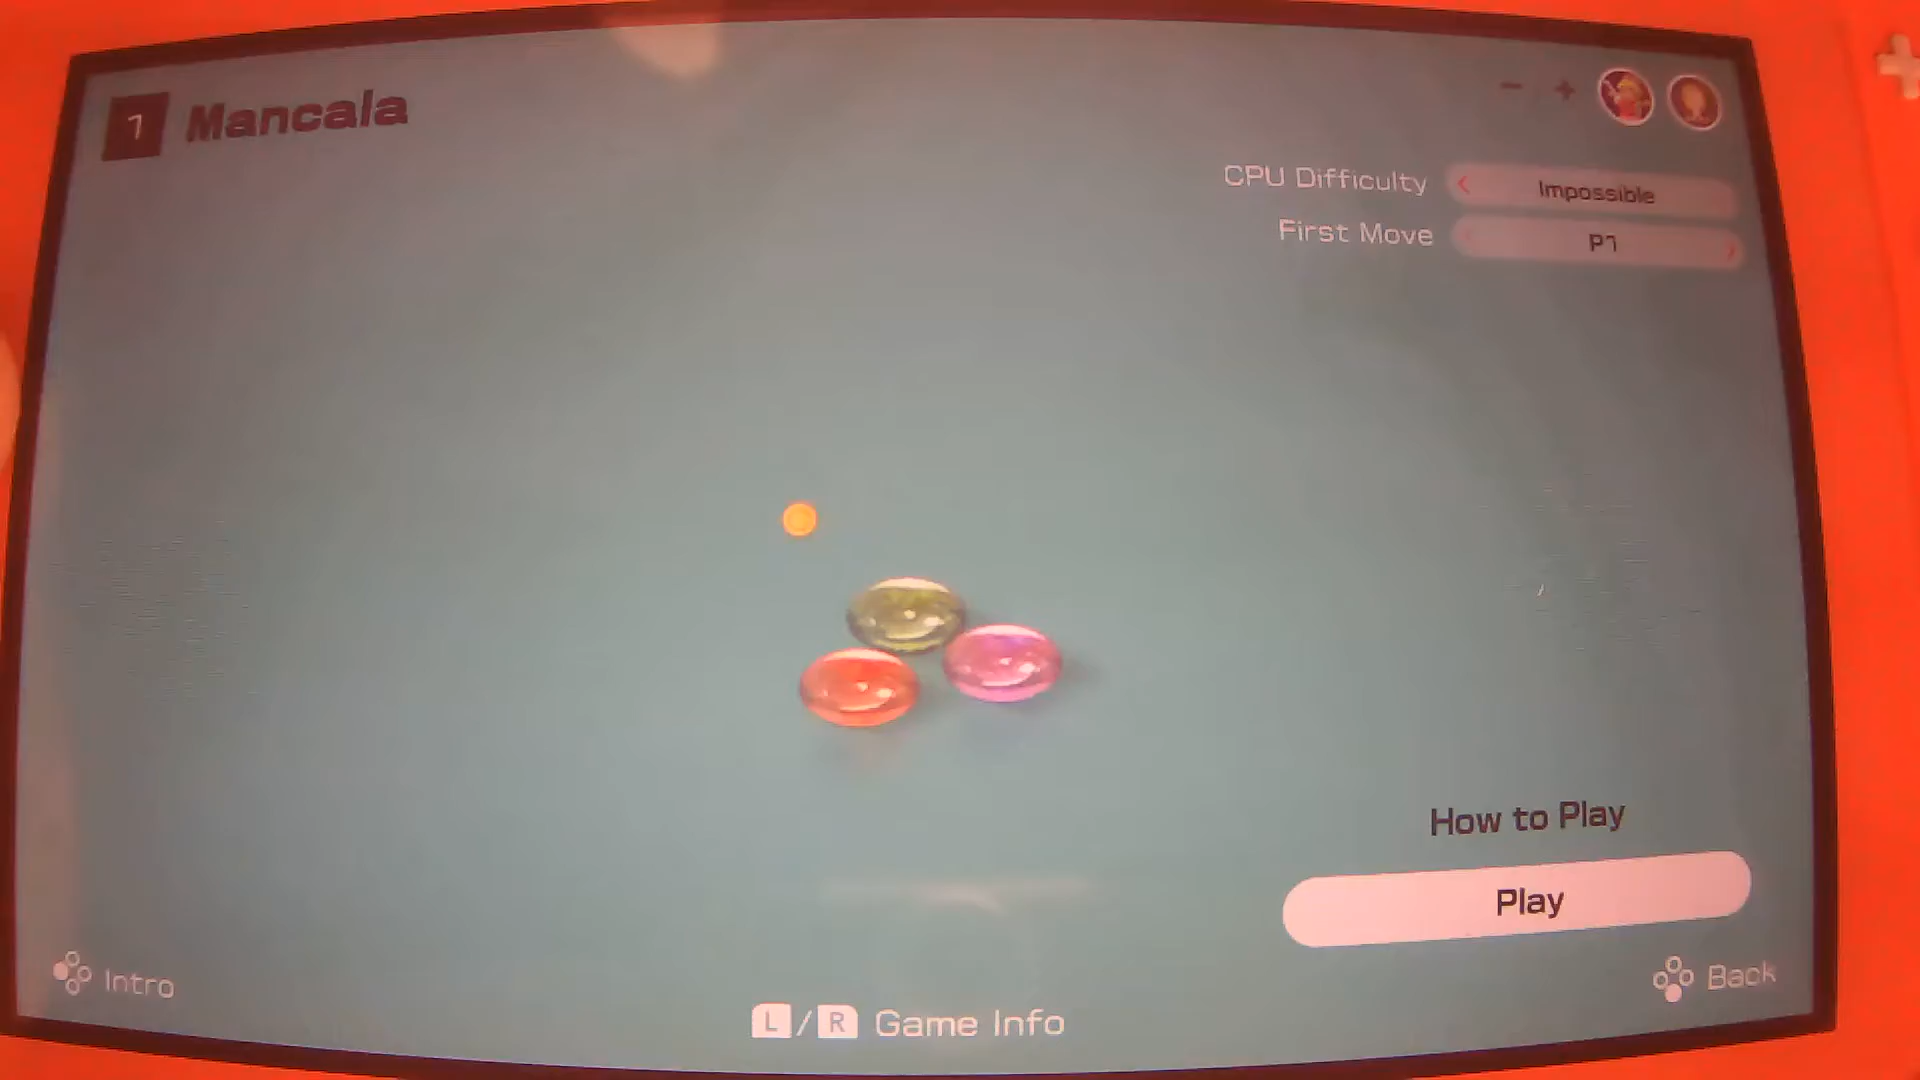 1 Mancala
CPU Difficulty Impossible
First Move P1
How to Play
Play
Intro
L / R Game Info
Back